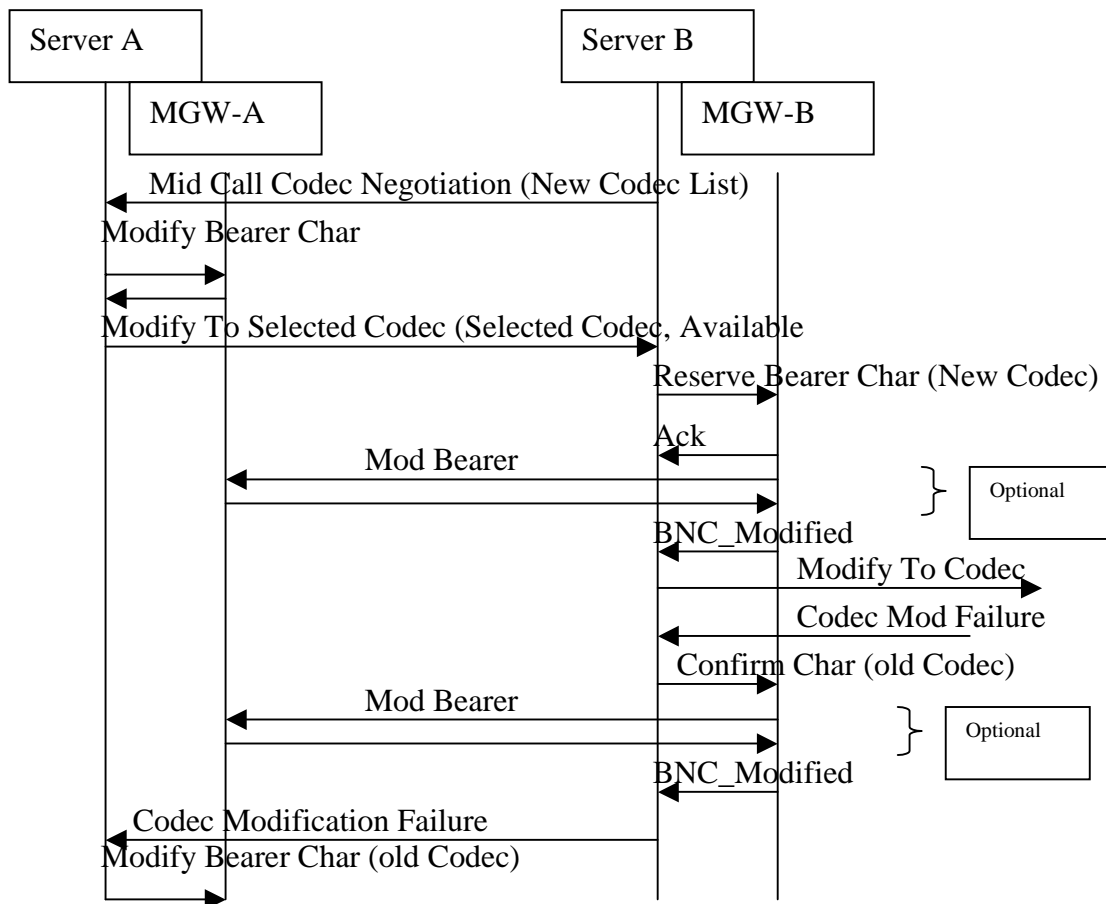 Server A
Server B
MGW-A
MGW-B
Mid Call Codec Negotiation (New Codec List)
Modify Bearer Char
Modify To Selected Codec (Selected Codec, Available
Reserve Bearer Char (New Codec)
Ack
Mod Bearer
Optional
BNC_Modified
Modify To Codec
Codec Mod Failure
Confirm Char (old Codec)
Mod Bearer
Optional
BNC_Modified
Codec Modification Failure
Modify Bearer Char (old Codec)